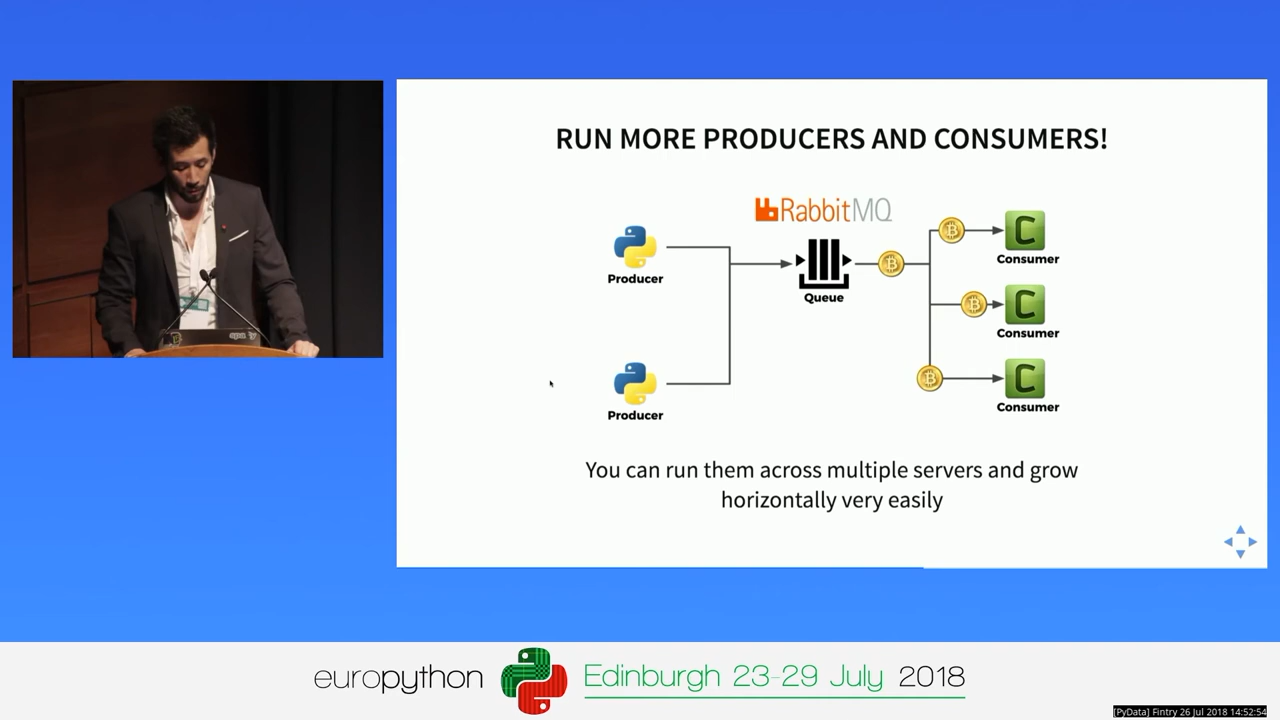 RUN MORE PRODUCERS AND CONSUMERS!
RabbitMQ
Producer
Queue
Producer
C
Consumer
C
Consumer
C
Consumer
You can run them across multiple servers and grow
horizontally very easily
europython
Edinburgh 23-29 July 2018
[PyData] Fintry 26 Jul 2018 14:52:54